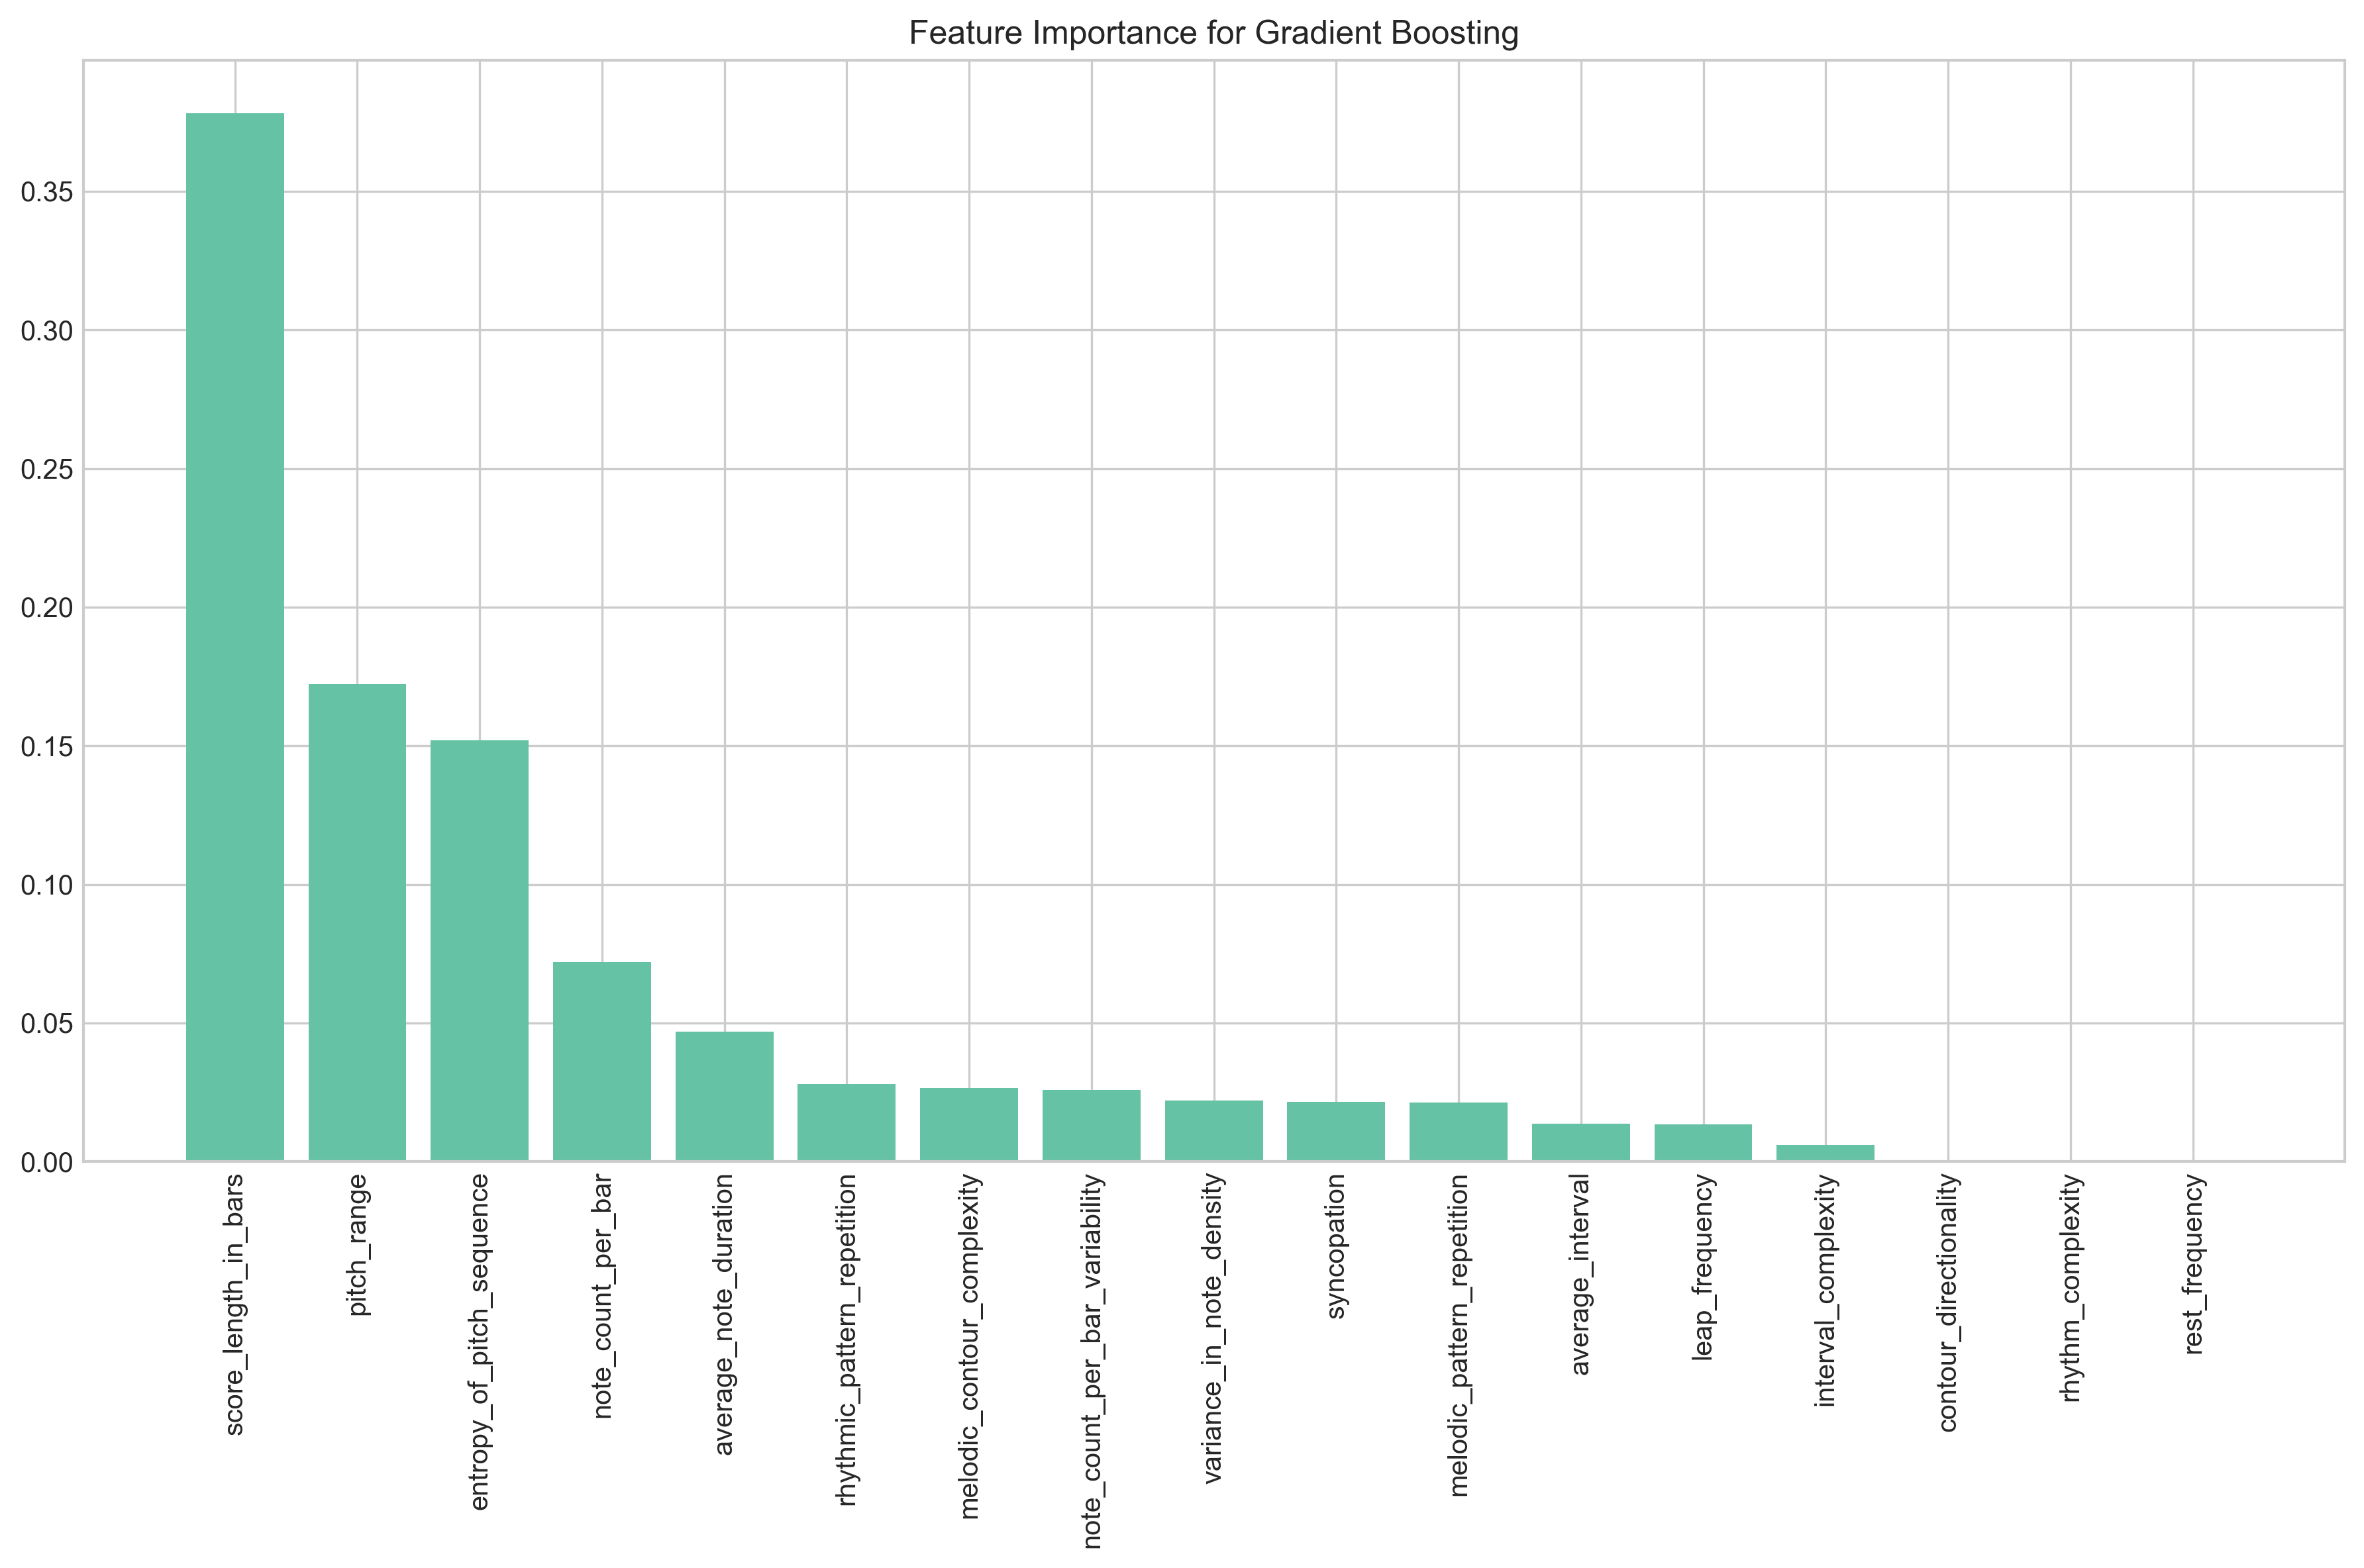 Feature Importance for Gradient Boosting
0.35
0.30
0.25
0.20
0.15
0.10
0.05
0.00
score_length_in_bars
pitch_range
entropy_of_pitch_sequence
note_count_per_bar
average_note_duration
rhythmic_pattern_repetition
melodic_contour_complexity
note_count_per_bar_variability
variance_in_note_density
syncopation
melodic_pattern_repetition
average_interval
leap_frequency
interval_complexity
contour_directionality
rhythm_complexity
rest_frequency